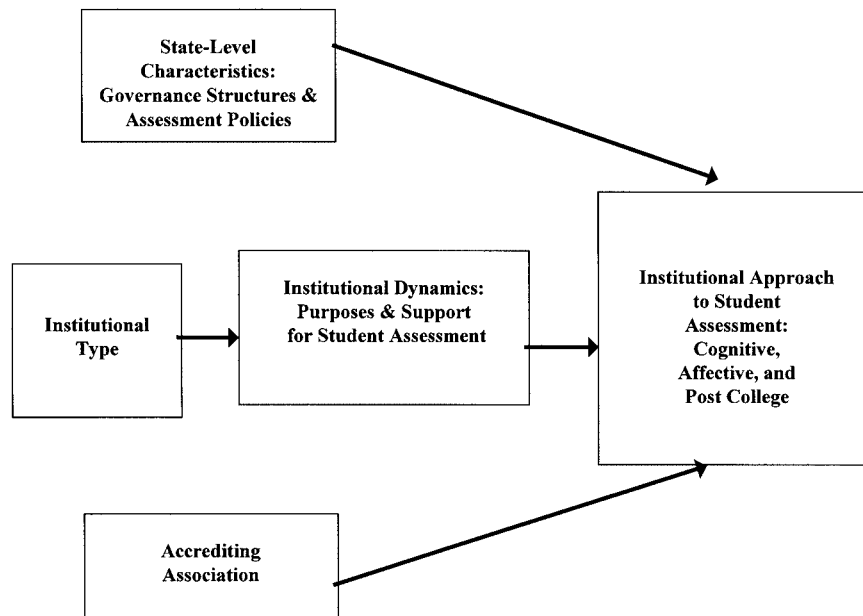 State-Level
Characteristics:
Governance Structures &
Assessment Policies
Institutional
Type
Institutional Dynamics:
Purposes & Support
for Student Assessment
Institutional Approach
to Student
Assessment:
Cognitive,
Affective, and
Post College
Accrediting
Association